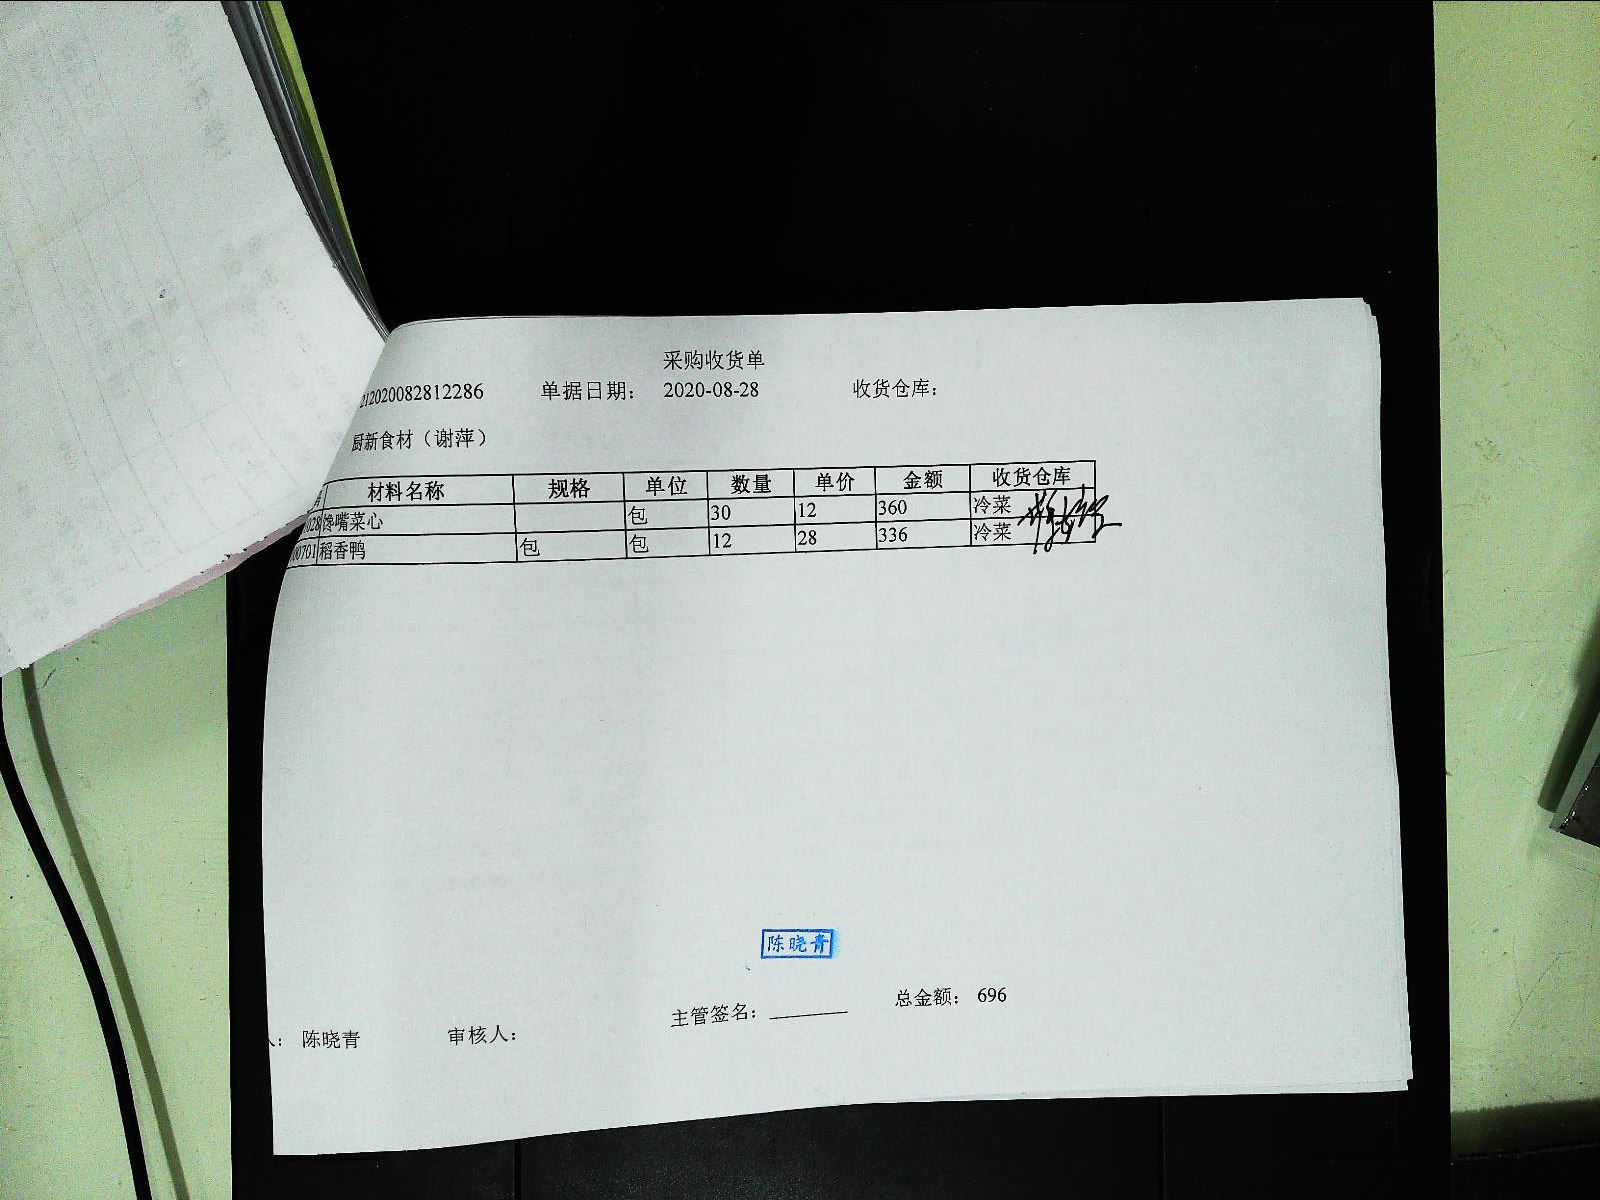 采购收货单
212020082812286 单据日期： 2020-08-28 收货仓库：
厨新食材（谢萍）
材料名称 规格 单位 数量 单价 金额 收货仓库
028 馋嘴菜心 包 30 12 360 冷菜
00701 稻香鸭 包 包 12 28 336 冷菜
陈晓青
人： 陈晓青 审核人： 主管签名： 总金额： 696